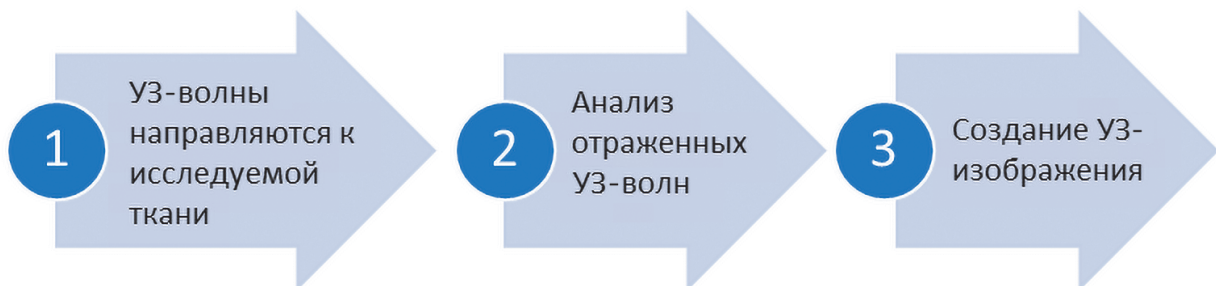 1
УЗ-волны
направляются к
исследуемой
ткани
2
Анализ
отраженных
УЗ-волн
3
Создание УЗ-
изображения